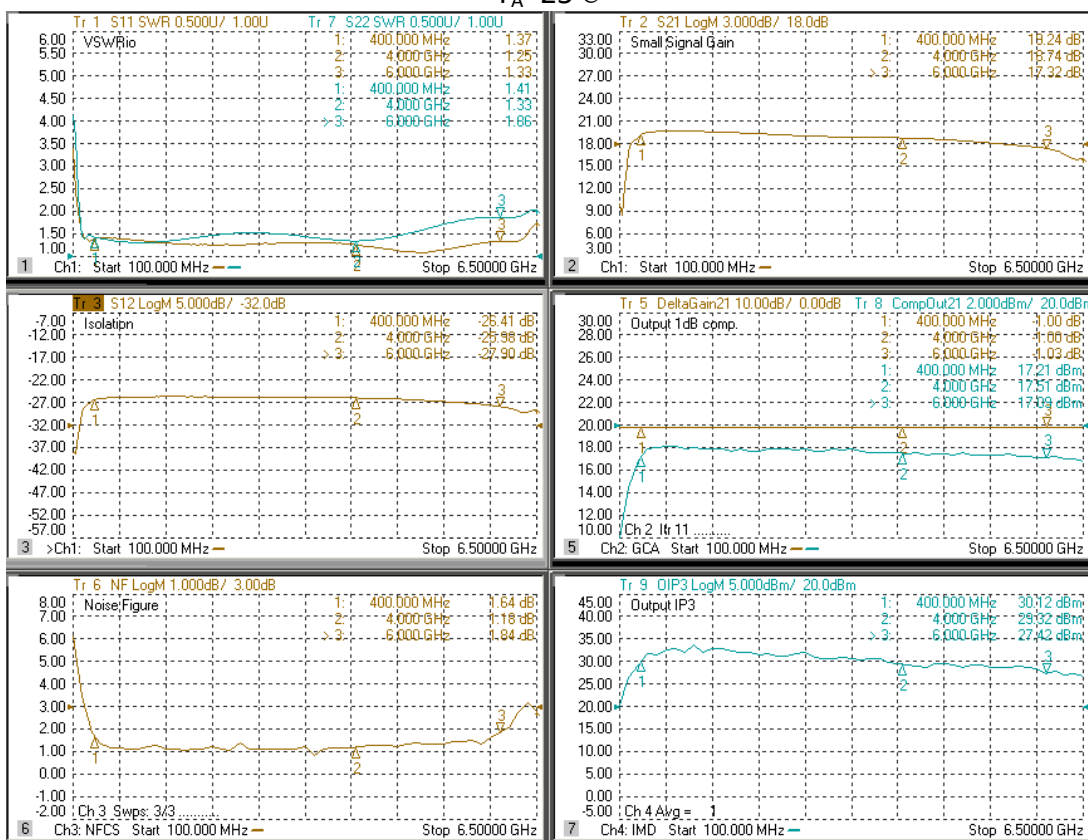 Tr 1 S11 SWR 0.500U/ 1.00U Tr 7 S22 SWR 0.500U/ 1.00U
VSWRio
1: 400.000 MHz 1.37
2: 4.000 GHz 1.25
3: 6.000 GHz 1.33
1: 400.000 MHz 1.41
2: 4.000 GHz 1.33
> 3: 6.000 GHz 1.86
6.00
5.50
5.00
4.50
4.00
3.50
3.00
2.50
2.00
1.50
1.00
1 Ch1: Start 100.000 MHz Stop 6.50000 GHz
Tr 2 S21 LogM 3.000dB/ 18.0dB
Small Signal Gain
1: 400.000 MHz 18.24 dB
2: 4.000 GHz 18.74 dB
> 3: 6.000 GHz 17.32 dB
33.00
30.00
27.00
24.00
21.00
18.00
15.00
12.00
9.00
6.00
3.00
2 Ch1: Start 100.000 MHz Stop 6.50000 GHz
Tr 3 S12 LogM 5.000dB/ -32.0dB
Isolation
1: 400.000 MHz -26.41 dB
2: 4.000 GHz -25.98 dB
> 3: 6.000 GHz -27.90 dB
-7.00
-12.00
-17.00
-22.00
-27.00
-32.00
-37.00
-42.00
-47.00
-52.00
-57.00
3 >Ch1: Start 100.000 MHz Stop 6.50000 GHz
Tr 5 DeltaGain21 10.00dB/ 0.00dB Tr 8 CompOut21 2.000dBm/ 20.0dBm
Output 1dB comp.
1: 400.000 MHz -1.00 dB
2: 4.000 GHz -1.00 dB
3: 6.000 GHz -1.03 dB
1: 400.000 MHz 17.21 dBm
2: 4.000 GHz 17.51 dBm
> 3: 6.000 GHz 17.09 dBm
30.00
28.00
26.00
24.00
22.00
20.00
18.00
16.00
14.00
12.00
10.00
Ch 2 Itr 11 ..........
5 Ch2: GCA Start 100.000 MHz Stop 6.50000 GHz
Tr 6 NF LogM 1.000dB/ 3.00dB
Noise Figure
1: 400.000 MHz 1.64 dB
2: 4.000 GHz 1.18 dB
> 3: 6.000 GHz 1.84 dB
8.00
7.00
6.00
5.00
4.00
3.00
2.00
1.00
0.00
-1.00
-2.00
Ch 3 Swps: 3/3 ..........
6 Ch3: NFCS Start 100.000 MHz Stop 6.50000 GHz
Tr 9 OIP3 LogM 5.000dBm/ 20.0dBm
Output IP3
1: 400.000 MHz 30.12 dBm
2: 4.000 GHz 29.32 dBm
> 3: 6.000 GHz 27.42 dBm
45.00
40.00
35.00
30.00
25.00
20.00
15.00
10.00
5.00
0.00
-5.00
Ch 4 Avg = 1
7 Ch4: IMD Start 100.000 MHz Stop 6.50000 GHz